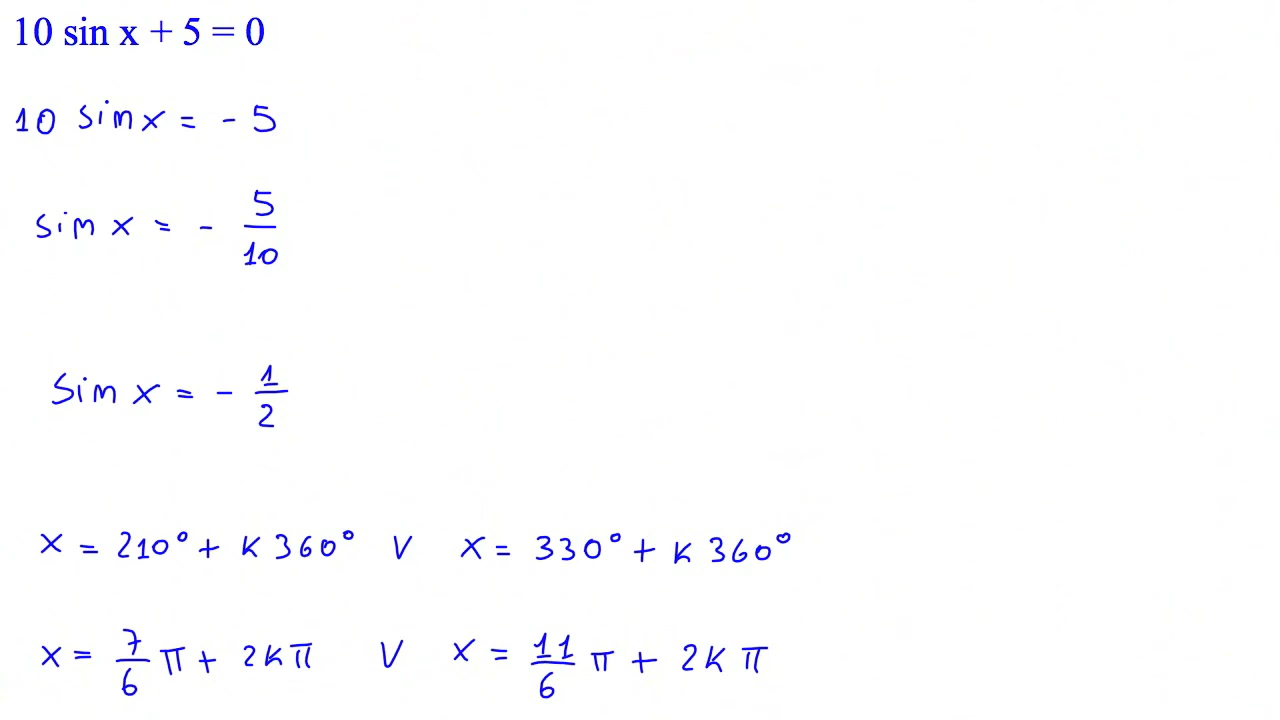 10 sin x + 5 = 0
10 sin x = - 5
sin x = - 5/10
sin x = - 1/2
x = 210° + k 360° V x = 330° + k 360°
x = 7/6 π + 2kπ V x = 11/6 π + 2kπ